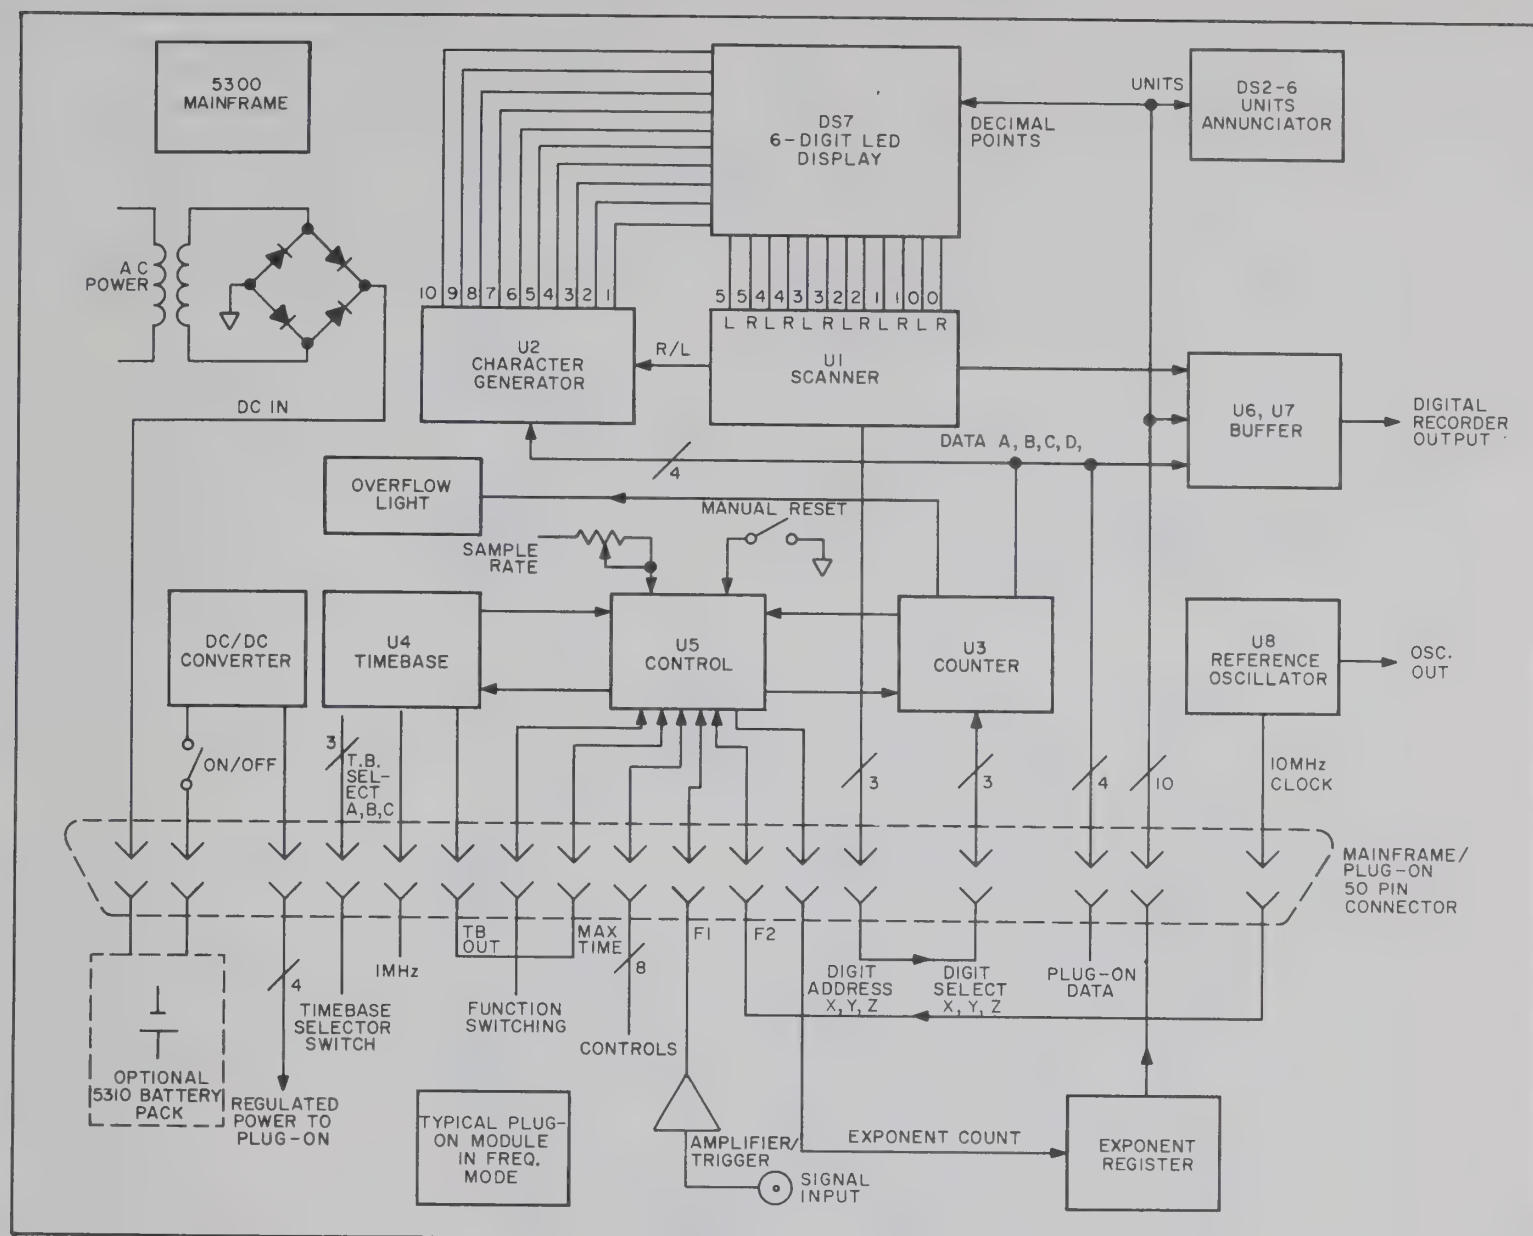 5300
MAINFRAME
DS7
6-DIGIT LED
DISPLAY
UNITS
DECIMAL
POINTS
DS2-6
UNITS
ANNUNCIATOR
AC
POWER
10 9 8 7 6 5 4 3 2 1
5 5 4 4 3 3 2 2 1 1 0 0
L R L R L R L R L R L R
U2
CHARACTER
GENERATOR
R/L
U1
SCANNER
DC IN
U6, U7
BUFFER
DIGITAL
RECORDER
OUTPUT
DATA A, B, C, D,
4
OVERFLOW
LIGHT
MANUAL RESET
SAMPLE
RATE
DC/DC
CONVERTER
U4
TIMEBASE
U5
CONTROL
U3
COUNTER
U8
REFERENCE
OSCILLATOR
OSC.
OUT
ON/OFF
3
T.B.
SEL-
ECT
A,B,C
3
3
4
10
10MHz
CLOCK
MAINFRAME/
PLUG-ON
50 PIN
CONNECTOR
TB
OUT
MAX
TIME
F1
F2
4
1MHz
8
TIMEBASE
SELECTOR
SWITCH
FUNCTION
SWITCHING
CONTROLS
DIGIT
ADDRESS
X, Y, Z
DIGIT
SELECT
X, Y, Z
PLUG-ON
DATA
OPTIONAL
5310 BATTERY
PACK
REGULATED
POWER TO
PLUG-ON
TYPICAL PLUG-
ON MODULE
IN FREQ.
MODE
AMPLIFIER/
TRIGGER
SIGNAL
INPUT
EXPONENT COUNT
EXPONENT
REGISTER